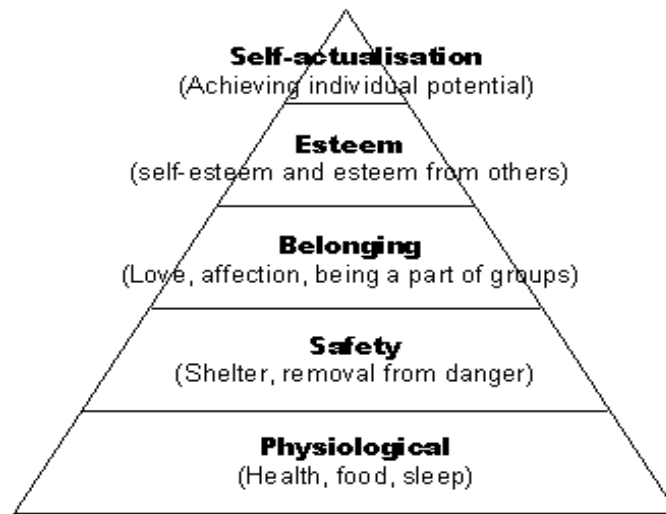 Self-actualisation
(Achieving individual potential)
Esteem
(self-esteem and esteem from others)
Belonging
(Love, affection, being a part of groups)
Safety
(Shelter, removal from danger)
Physiological
(Health, food, sleep)